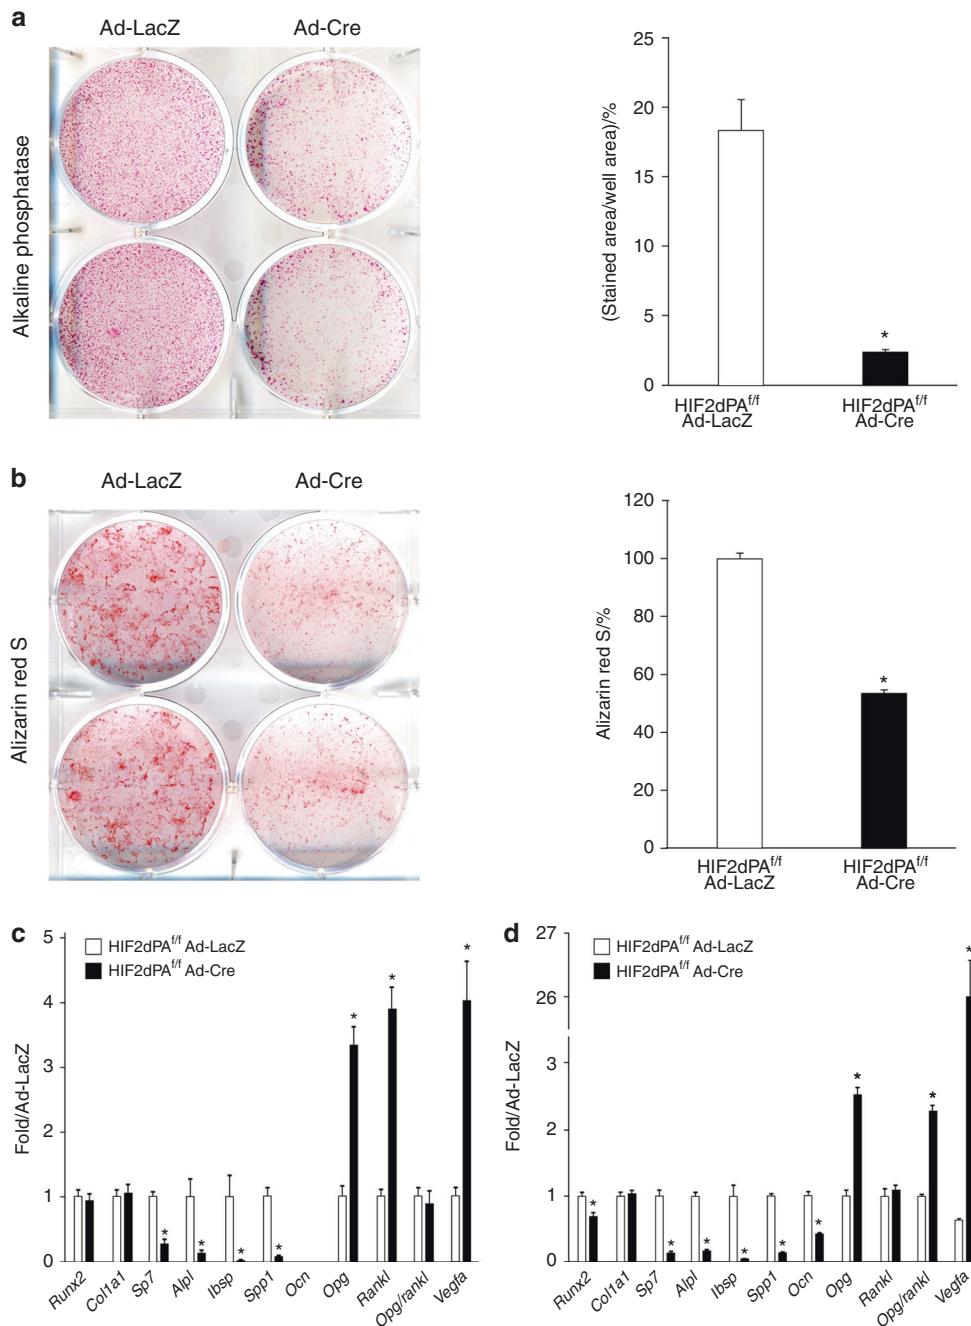 a
Ad-LacZ Ad-Cre
Alkaline phosphatase
(Stained area/well area)/%
25
20
15
10
5
0
HIF2dPA^f/f HIF2dPA^f/f
Ad-LacZ Ad-Cre
*
b
Ad-LacZ Ad-Cre
Alizarin red S
Alizarin red S/%
120
100
80
60
40
20
0
*
HIF2dPA^f/f HIF2dPA^f/f
Ad-LacZ Ad-Cre
c
HIF2dPA^f/f Ad-LacZ
HIF2dPA^f/f Ad-Cre
Fold/Ad-LacZ
5
4
3
2
1
0
* * * * * * *
Runx2 Col1a1 Sp7 Alpl Ibsp Spp1 Ocn Opg Rankl Opg/rankl Vegfa
d
HIF2dPA^f/f Ad-LacZ
HIF2dPA^f/f Ad-Cre
Fold/Ad-LacZ
27
26
3
2
1
0
* * * * * * * * *
Runx2 Col1a1 Sp7 Alpl Ibsp Spp1 Ocn Opg Rankl Opg/rankl Vegfa